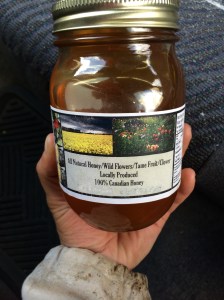 All Natural Honey/Wild Flowers/Tame Fruit/Clover
Locally Produced
100% Canadian Honey